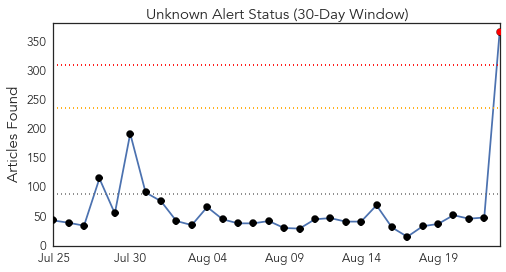 Unknown Alert Status (30-Day Window)
Articles Found
350
300
250
200
150
100
50
0
Jul 25
Jul 30
Aug 04
Aug 09
Aug 14
Aug 19